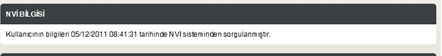 NVİ BİLGİSİ
Kullanıcının bilgileri 05/12/2011 08:41:31 tarihinde NVİ sisteminden sorgulanmıştır.